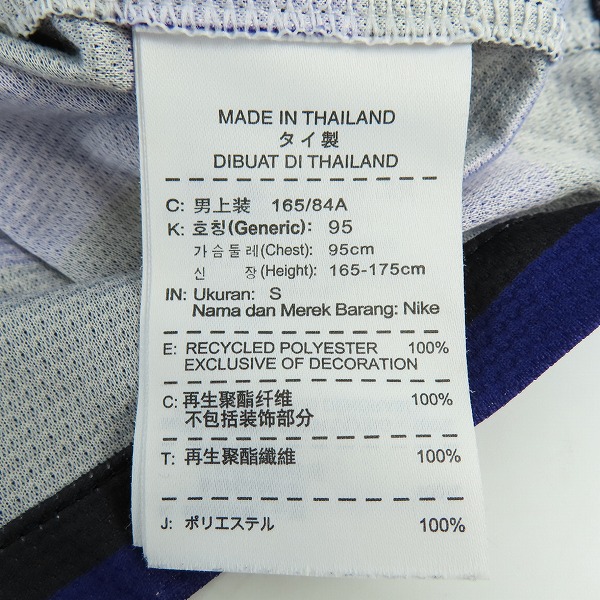 MADE IN THAILAND
タイ製
DIBUAT DI THAILAND
C: 男上装 165/84A
K: 호칭(Generic): 95
가슴둘레(Chest): 95cm
신 장(Height): 165-175cm
IN: Ukuran: S
Nama dan Merek Barang: Nike
E: RECYCLED POLYESTER 100%
EXCLUSIVE OF DECORATION
C: 再生聚酯纤维 100%
不包括装饰部分
T: 再生聚酯纖維 100%
J: ポリエステル 100%